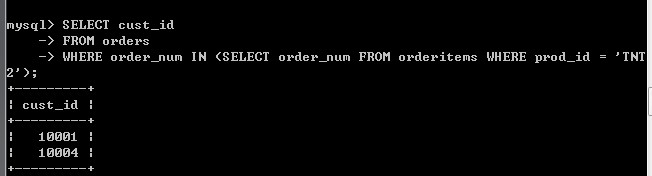 mysql> SELECT cust_id
    -> FROM orders
    -> WHERE order_num IN (SELECT order_num FROM orderitems WHERE prod_id = 'TNT
2');
+---------+
| cust_id |
+---------+
|   10001 |
|   10004 |
+---------+